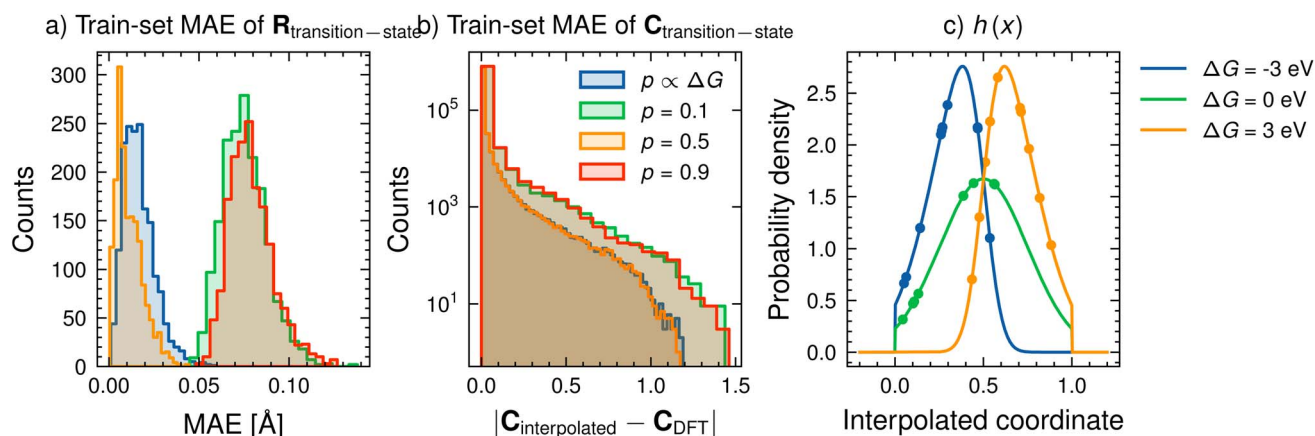 a) Train-set MAE of R_transition−state
b) Train-set MAE of C_transition−state
c) h(x)
Counts
300
250
200
150
100
50
0
0.00
0.05
0.10
MAE [Å]
Counts
10^5
10^3
10^1
p ∝ ΔG
p = 0.1
p = 0.5
p = 0.9
0.0
0.5
1.0
1.5
|C_interpolated − C_DFT|
Probability density
2.5
2.0
1.5
1.0
0.5
0.0
0.0
0.5
1.0
Interpolated coordinate
ΔG = -3 eV
ΔG = 0 eV
ΔG = 3 eV